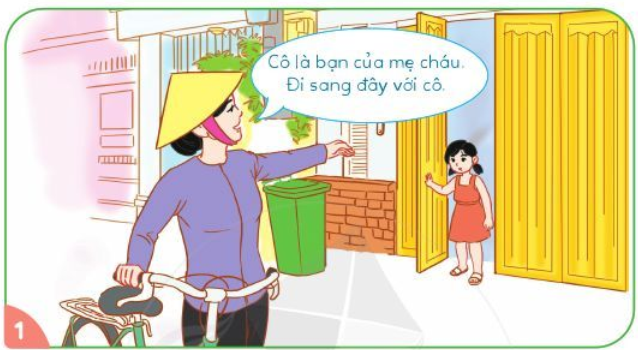 Cô là bạn của mẹ cháu.
Đi sang đây với cô.
1